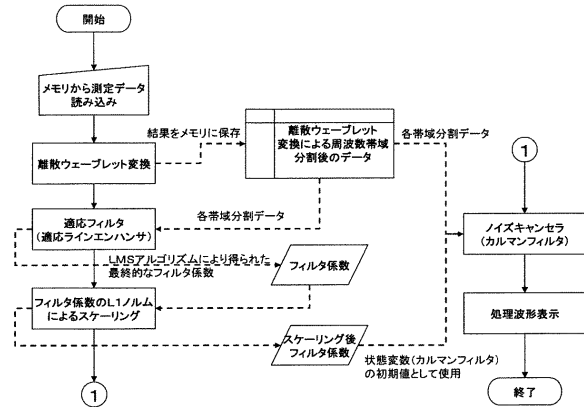 開始
メモリから測定データ
読み込み
離散ウェーブレット変換
結果をメモリに保存
離散ウェーブレット
変換による周波数帯域
分割後のデータ
各帯域分割データ
各帯域分割データ
適応フィルタ
(適応ラインエンハンサ)
LMSアルゴリズムにより得られた
最終的なフィルタ係数
フィルタ係数
フィルタ係数のL1ノルム
によるスケーリング
スケーリング後
フィルタ係数
状態変数(カルマンフィルタ)
の初期値として使用
1
1
ノイズキャンセラ
(カルマンフィルタ)
処理波形表示
終了